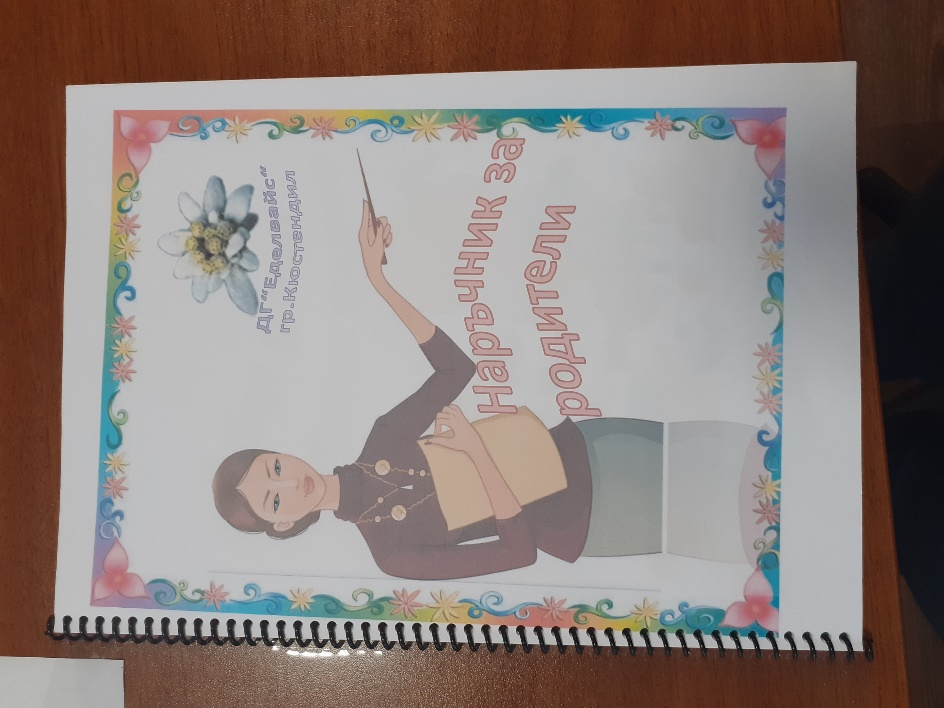 ДГ"Еделвайс"
гр.Кюстендил
Наръчник за
родители